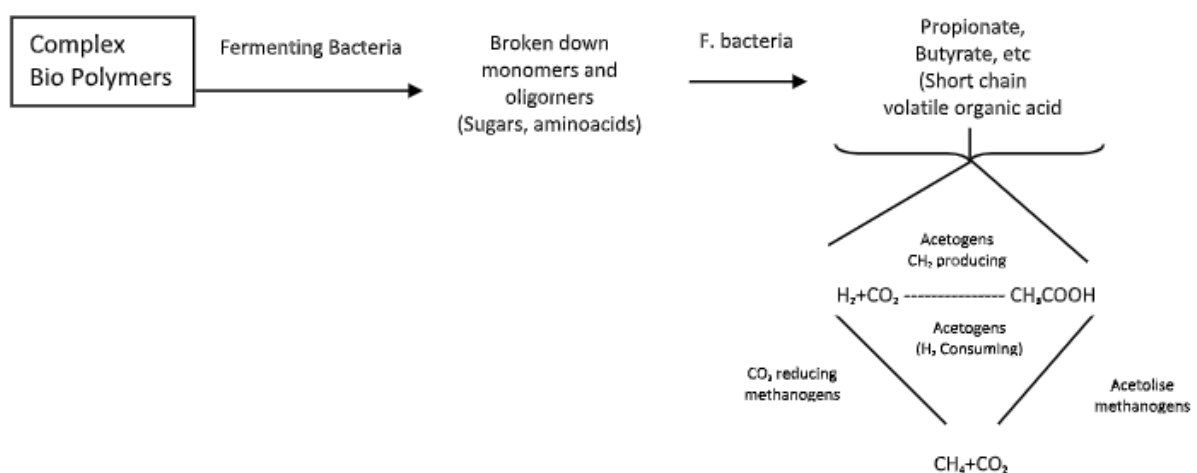 Complex
Bio Polymers
Fermenting Bacteria
Broken down
monomers and
oligomers
(Sugars, aminoacids)
F. bacteria
Propionate,
Butyrate, etc
(Short chain
volatile organic acid
Acetogens
CH₂ producing
H₂+CO₂ ---------------- CH₃COOH
Acetogens
(H₂ Consuming)
CO₂ reducing
methanogens
Acetolise
methanogens
CH₄+CO₂